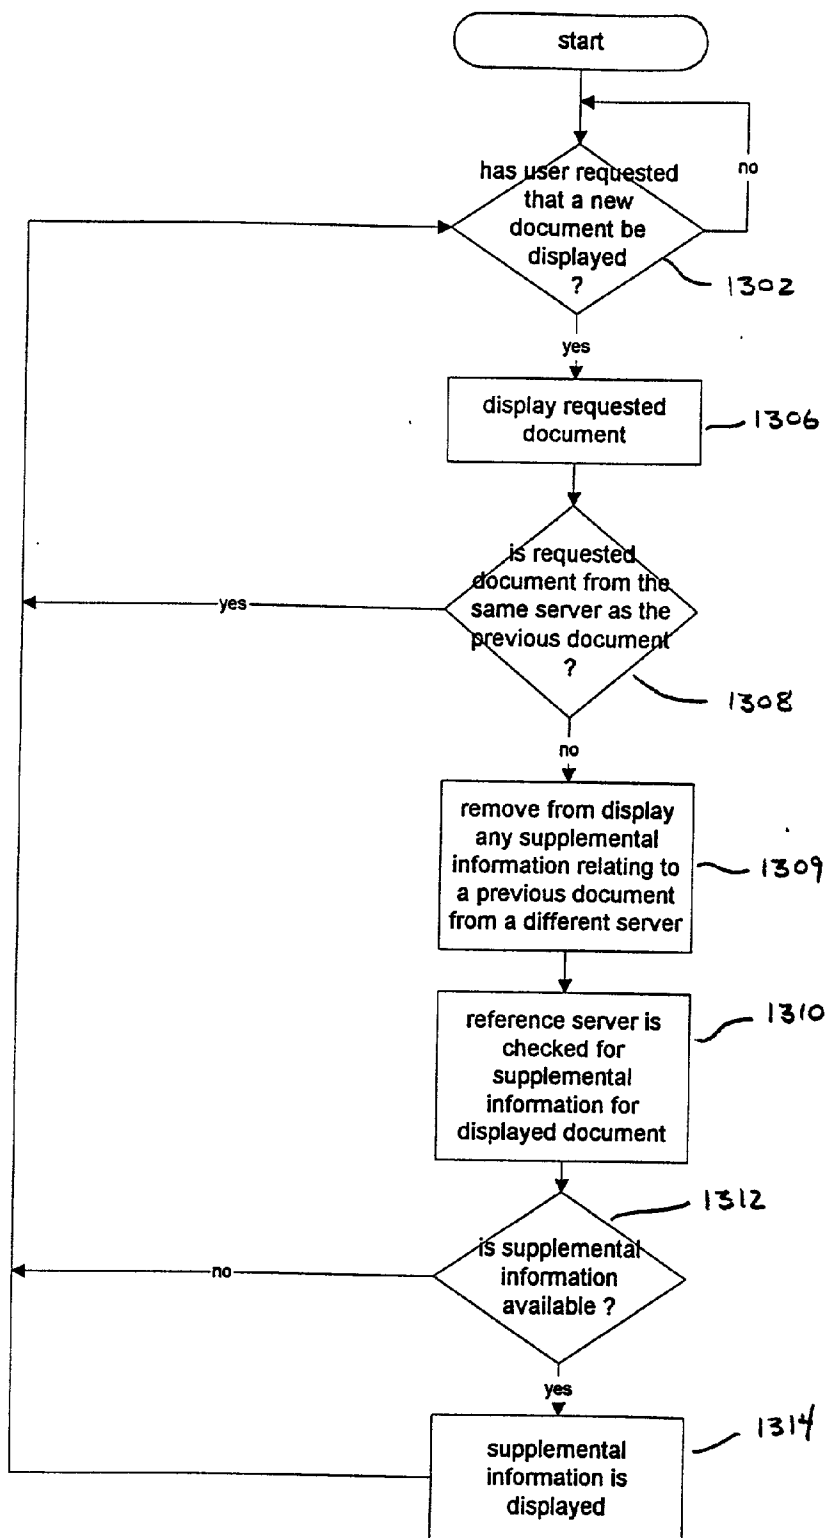 start
no
has user requested
that a new
document be
displayed
?
1302
yes
display requested
document
1306
is requested
document from the
same server as the
previous document
?
yes
1308
no
remove from display
any supplemental
information relating to
a previous document
from a different server
1309
reference server is
checked for
supplemental
information for
displayed document
1310
1312
is supplemental
information
available ?
no
yes
supplemental
information is
displayed
1314